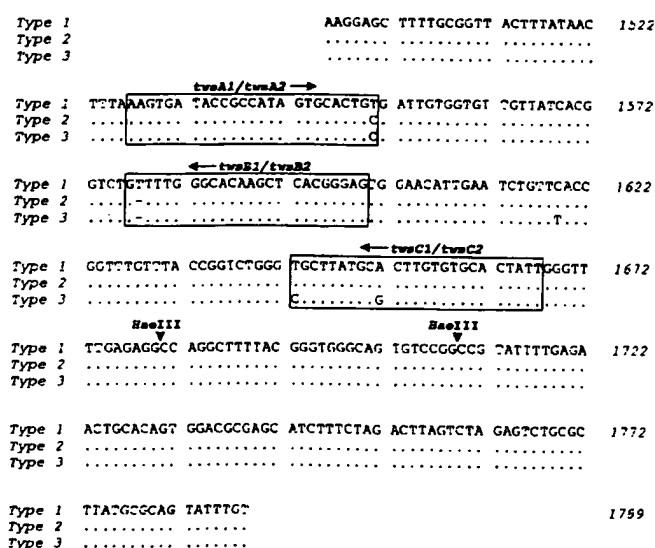 Type 1 AAGGAGC TTTTGCGGTT ACTTTATAAC 1522
Type 2 ....... .......... ..........
Type 3 ....... .......... ..........
twsA1/twsA2 →
Type 1 TTTAAAGTGA TACCGCCATA GTGCACTGTG ATTGTGGTGT TGTTATCACG 1572
Type 2 .......... .......... ........C. .......... ..........
Type 3 .......... .......... ........C. .......... ..........
← twsB1/twsB2
Type 1 GTCTGTTTTG GGCACAAGCT CACGGGAGCG GAACATTGAA TCTGTTCACC 1622
Type 2 .....-.... .......... .......... .......... ..........
Type 3 .....-.... .......... .......... .......... ......T...
← twsC1/twsC2
Type 1 GGTTTGTTTA CCGGTCTGGG TGCTTATGCA CTTGTGTGCA CTATTGGGTT 1672
Type 2 .......... .......... .......... .......... ..........
Type 3 .......... .......... C........G .......... ..........
HaeIII HaeIII
Type 1 TTGAGAGGCC AGGCTTTTAC GGGTGGGCAG TGTCCGGCCG TATTTTGAGA 1722
Type 2 .......... .......... .......... .......... ..........
Type 3 .......... .......... .......... .......... ..........
Type 1 ACTGCACAGT GGACGCGAGC ATCTTTCTAG ACTTAGTCTA GAGTCTGCGC 1772
Type 2 .......... .......... .......... .......... ..........
Type 3 .......... .......... .......... .......... ..........
Type 1 TTATGCGCAG TATTTGT 1789
Type 2 .......... .......
Type 3 .......... .......